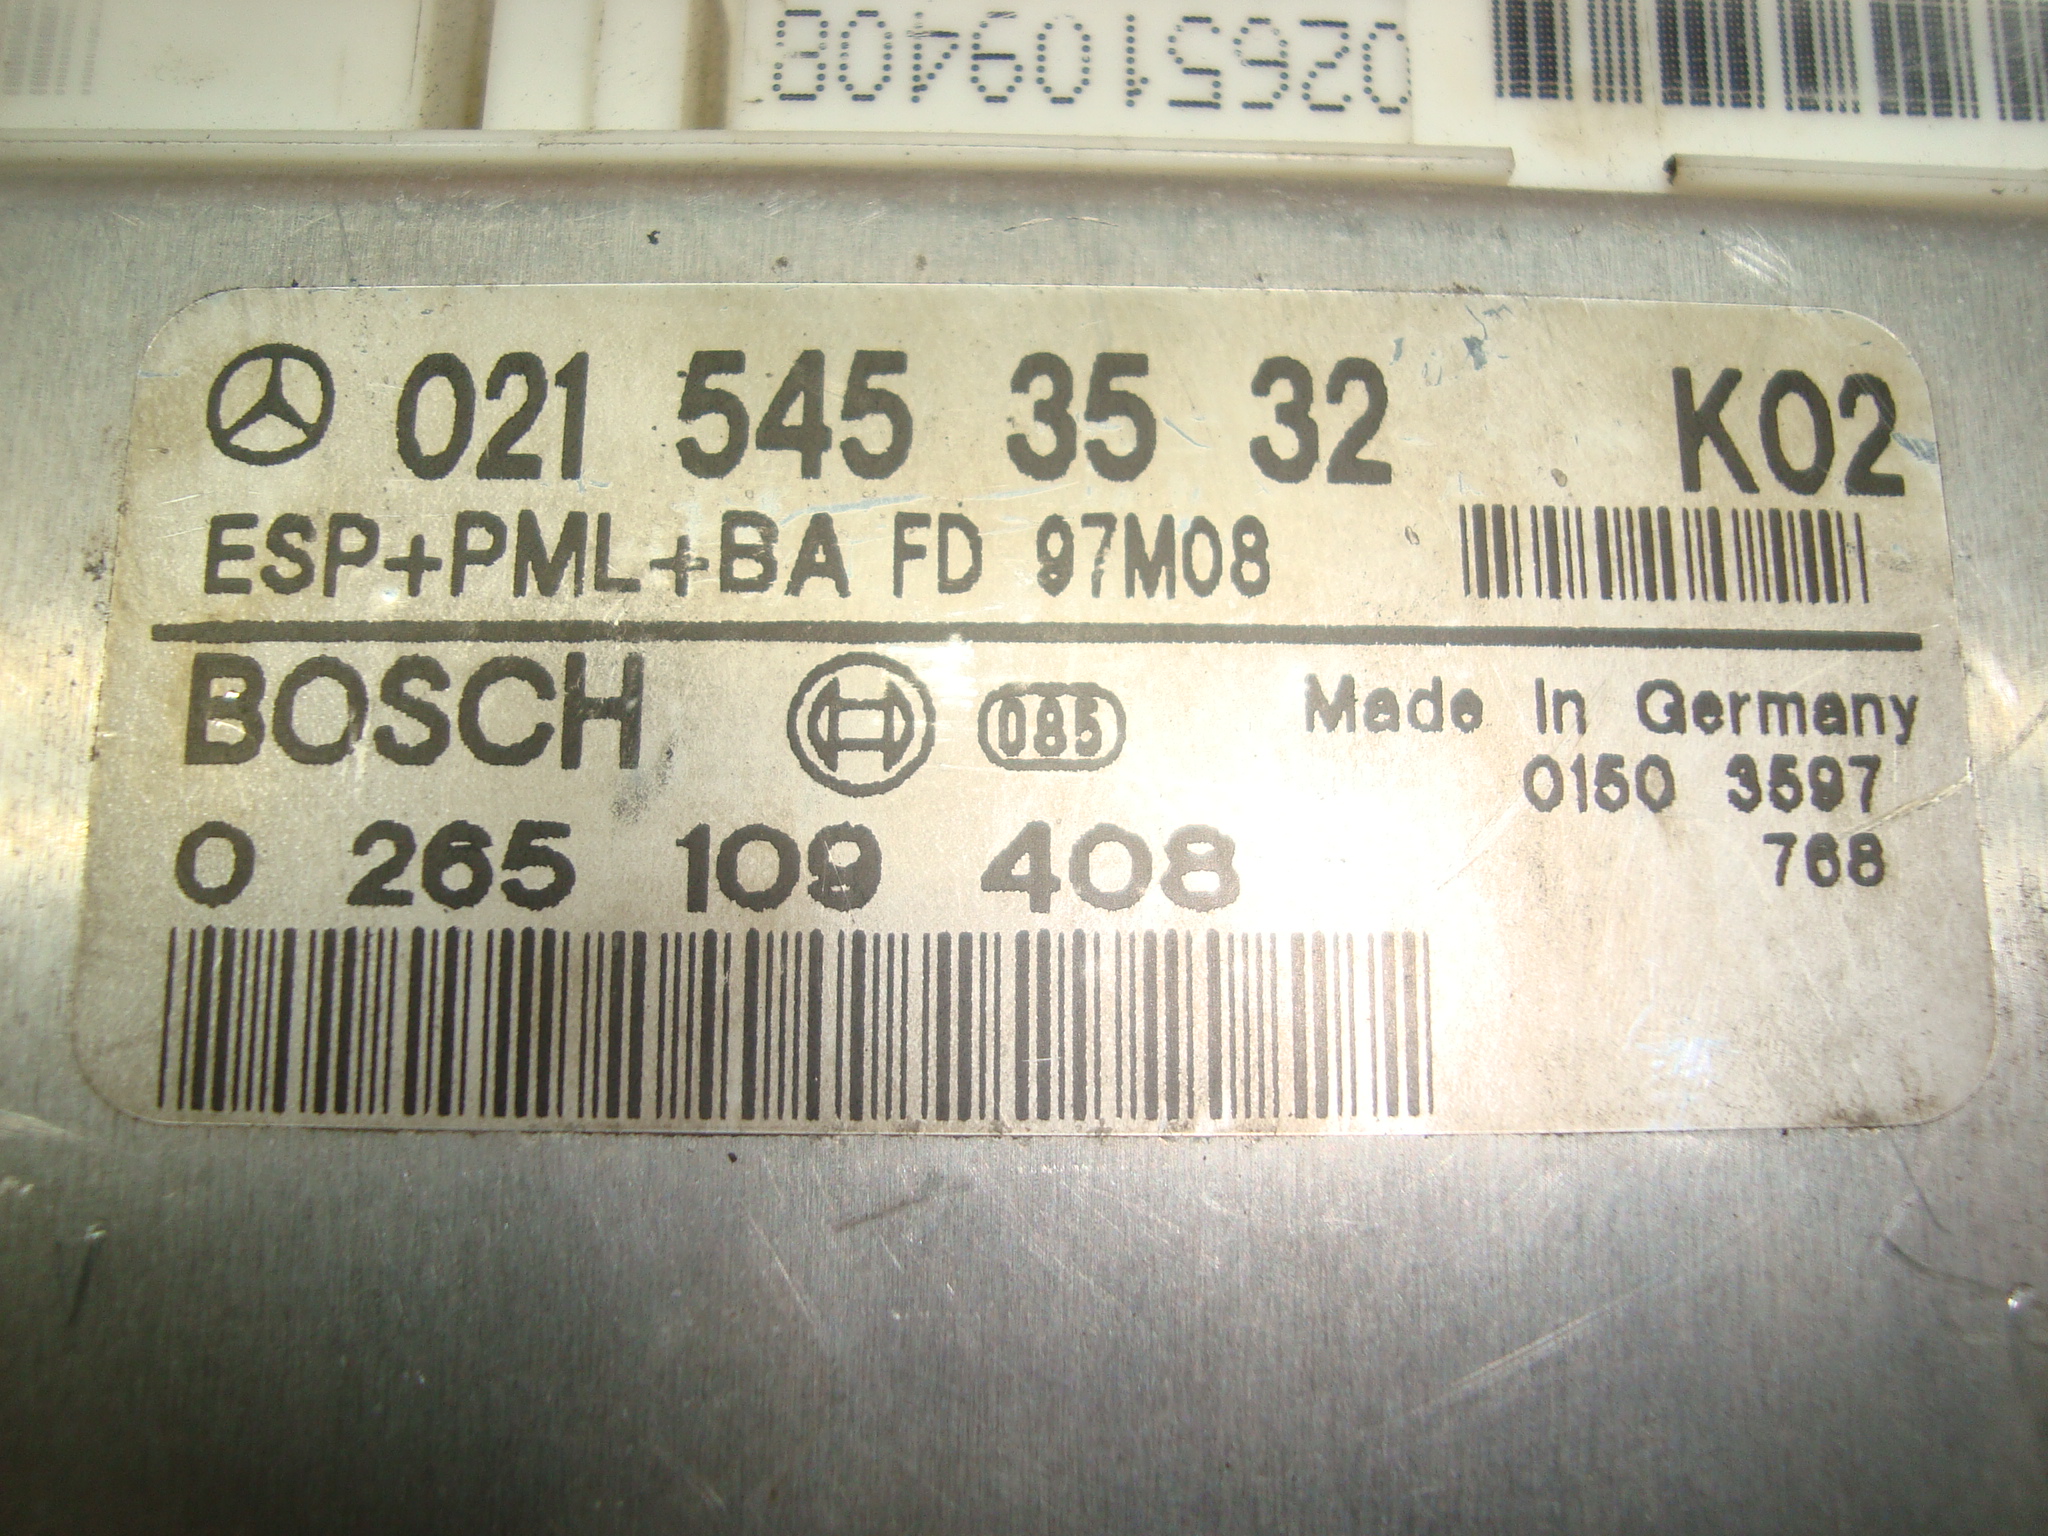 0265109408
021 545 35 32 K02
ESP+PML+BA FD 97M08
BOSCH 085 Made In Germany
0150 3597
768
0 265 109 408